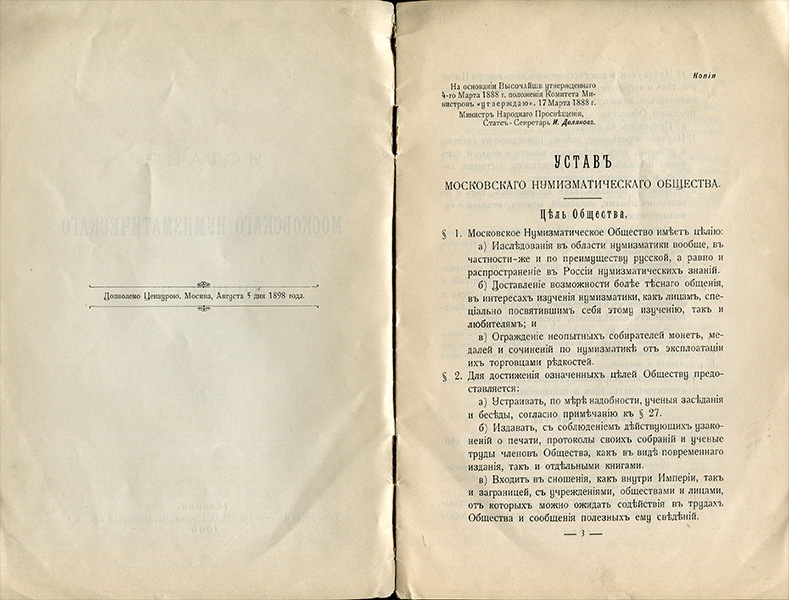 Дозволено Цензурою. Москва, Августа 5 дня 1898 года.
Копія
На основаніи Высочайше утвержденнаго
4-го Марта 1888 г. положенія Комитета Ми-
нистровъ «утверждаю». 17 Марта 1888 г.
Министръ Народнаго Просвѣщенія,
Статсъ-Секретарь И. Деляновъ.
УСТАВЪ
МОСКОВСКАГО НУМИЗМАТИЧЕСКАГО ОБЩЕСТВА.
Цѣль Общества.
§ 1. Московское Нумизматическое Общество имѣетъ цѣлію:
а) Изслѣдованія въ области нумизматики вообще, въ
частности-же и по преимуществу русской, а равно и
распространеніе въ Россіи нумизматическихъ знаній.
б) Доставленіе возможности болѣе тѣснаго общенія,
въ интересахъ изученія нумизматики, какъ лицамъ, спе-
ціально посвятившимъ себя этому изученію, такъ и
любителямъ; и
в) Огражденіе неопытныхъ собирателей монетъ, ме-
далей и сочиненій по нумизматикѣ отъ эксплоатаціи
ихъ торговцами рѣдкостей.
§ 2. Для достиженія означенныхъ цѣлей Обществу предо-
ставляется:
а) Устраивать, по мѣрѣ надобности, ученыя засѣданія
и бесѣды, согласно примѣчанію къ § 27.
б) Издавать, съ соблюденіемъ дѣйствующихъ узако-
неній о печати, протоколы своихъ собраній и ученые
труды членовъ Общества, какъ въ видѣ повременнаго
изданія, такъ и отдѣльными книгами.
в) Входить въ сношенія, какъ внутри Имперіи, такъ
и заграницей, съ учрежденіями, обществами и лицами,
отъ которыхъ можно ожидать содѣйствія въ трудахъ
Общества и сообщенія полезныхъ ему свѣдѣній.
— 3 —